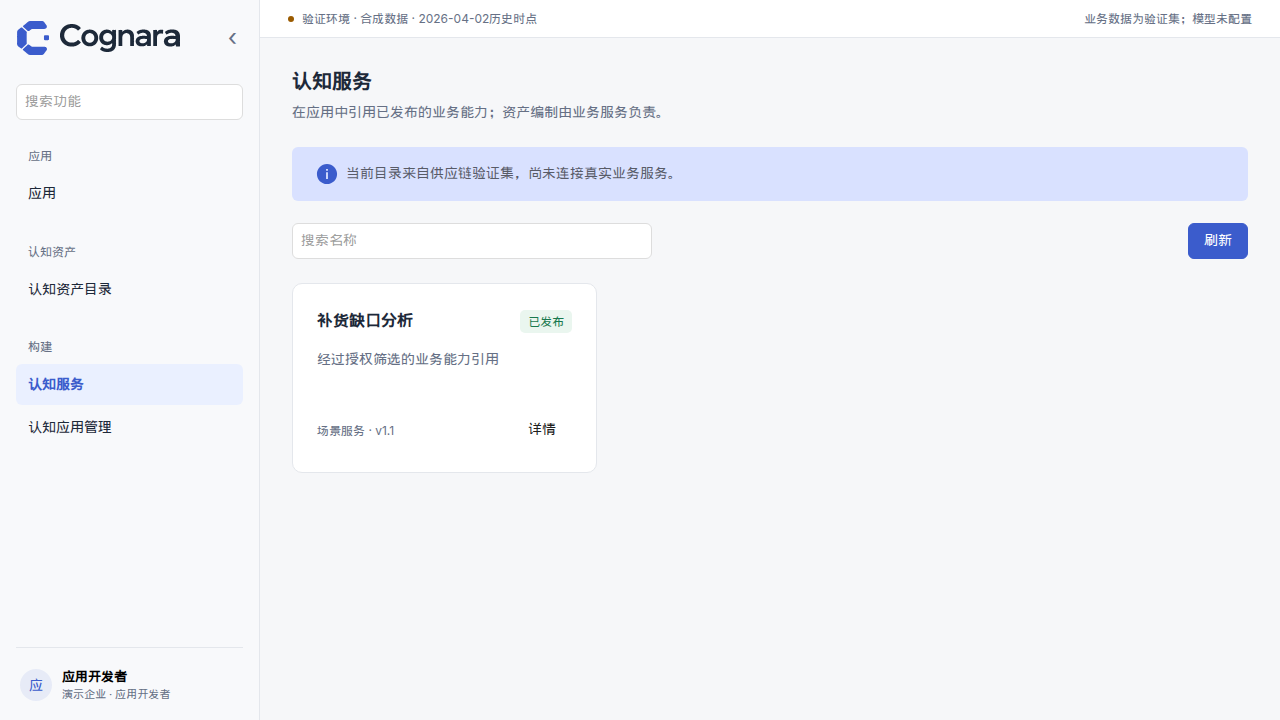 Cognara
搜索功能
应用
应用
认知资产
认知资产目录
构建
认知服务
认知应用管理
应
应用开发者
演示企业 · 应用开发者
验证环境 · 合成数据 · 2026-04-02历史时点
业务数据为验证集；模型未配置
认知服务
在应用中引用已发布的业务能力；资产编制由业务服务负责。
当前目录来自供应链验证集，尚未连接真实业务服务。
搜索名称
刷新
补货缺口分析
已发布
经过授权筛选的业务能力引用
场景服务 · v1.1
详情